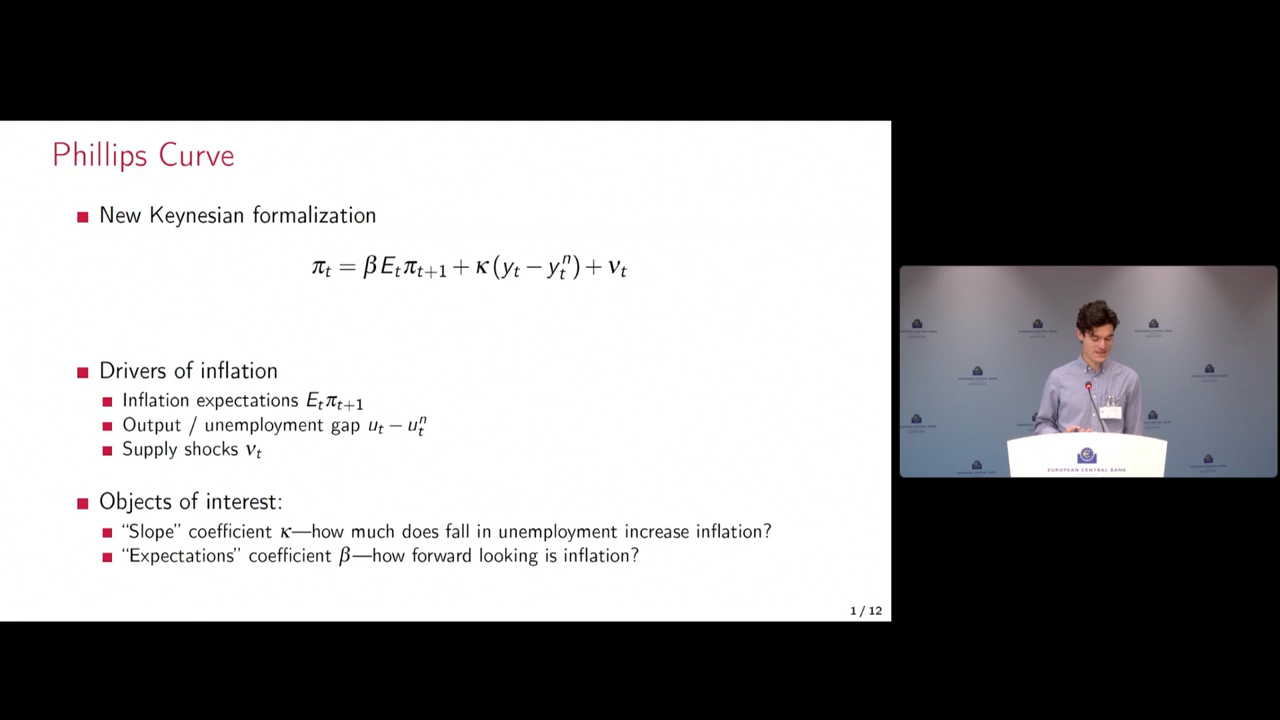 Phillips Curve
■ New Keynesian formalization
π_t = βE_tπ_{t+1} + κ(y_t − y_t^n) + ν_t
■ Drivers of inflation
■ Inflation expectations E_tπ_{t+1}
■ Output / unemployment gap u_t − u_t^n
■ Supply shocks ν_t
■ Objects of interest:
■ “Slope” coefficient κ—how much does fall in unemployment increase inflation?
■ “Expectations” coefficient β—how forward looking is inflation?
1 / 12
EUROPEAN CENTRAL BANK